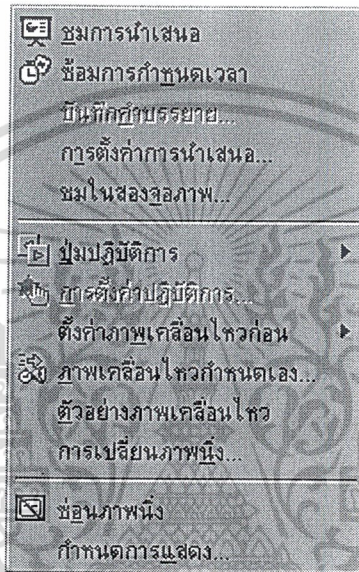 ชมการนำเสนอ
ซ้อมการกำหนดเวลา
บันทึกคำบรรยาย...
การตั้งค่าการนำเสนอ...
ชมในสองจอภาพ...
ปุ่มปฏิบัติการ
การตั้งค่าปฏิบัติการ...
ตั้งค่าภาพเคลื่อนไหวก่อน
ภาพเคลื่อนไหวกำหนดเอง...
ตัวอย่างภาพเคลื่อนไหว
การเปลี่ยนภาพนิ่ง...
ซ่อนภาพนิ่ง
กำหนดการแสดง...